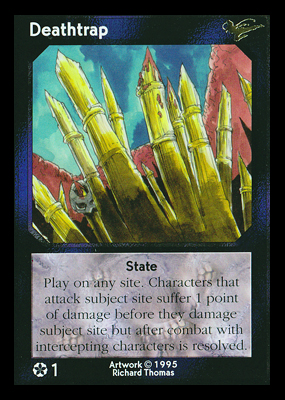 Deathtrap
State
Play on any site. Characters that
attack subject site suffer 1 point
of damage before they damage
subject site but after combat with
intercepting characters is resolved.
1
Artwork © 1995
Richard Thomas